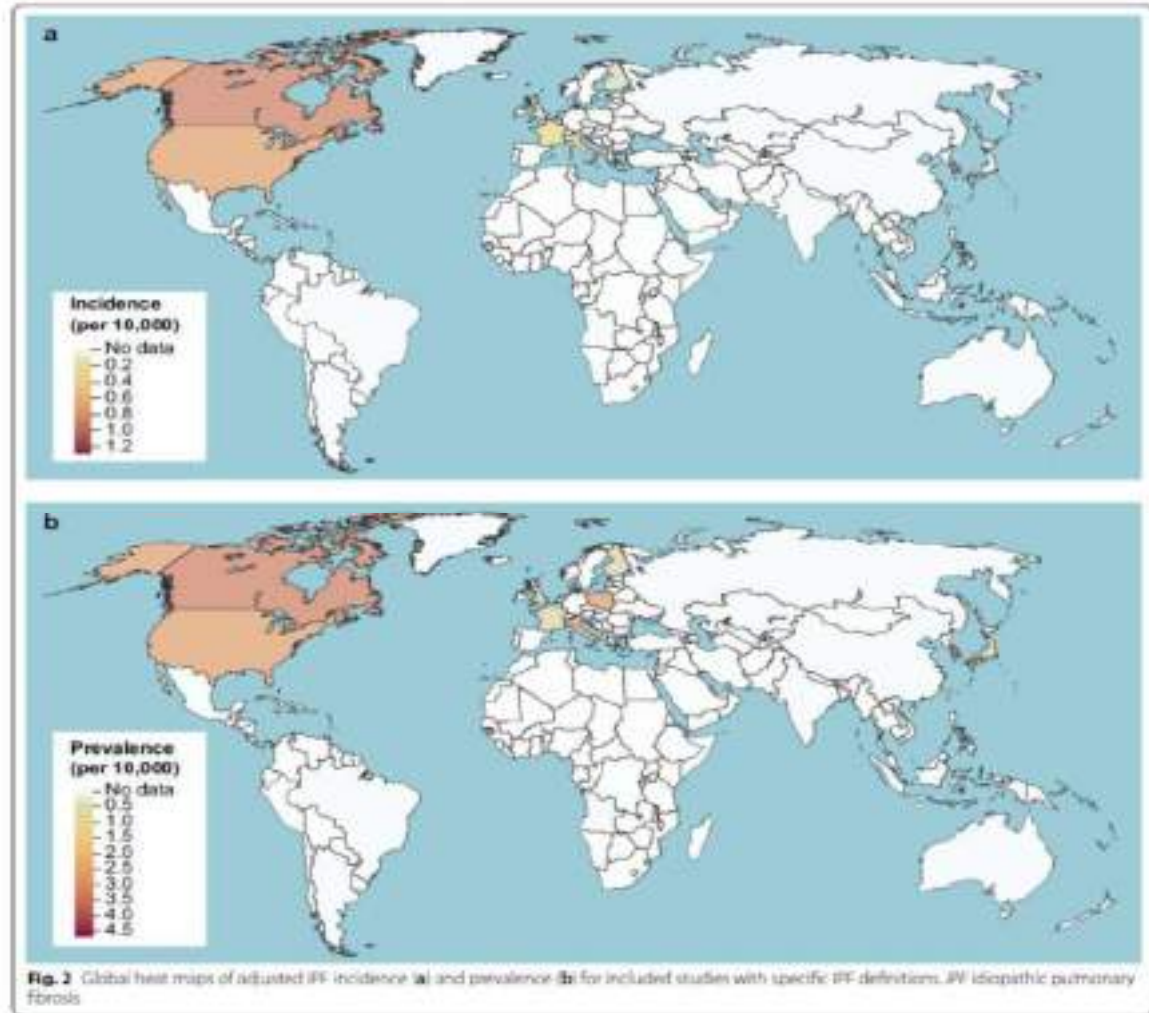 a
Incidence
(per 10,000)
No data
0.2
0.4
0.6
0.8
1.0
1.2
b
Prevalence
(per 10,000)
No data
0.5
1.0
1.5
2.0
2.5
3.0
3.5
4.0
4.5
Fig. 2 Global heat maps of adjusted IPF incidence (a) and prevalence (b) for included studies with specific IPF definitions. IPF idiopathic pulmonary
fibrosis